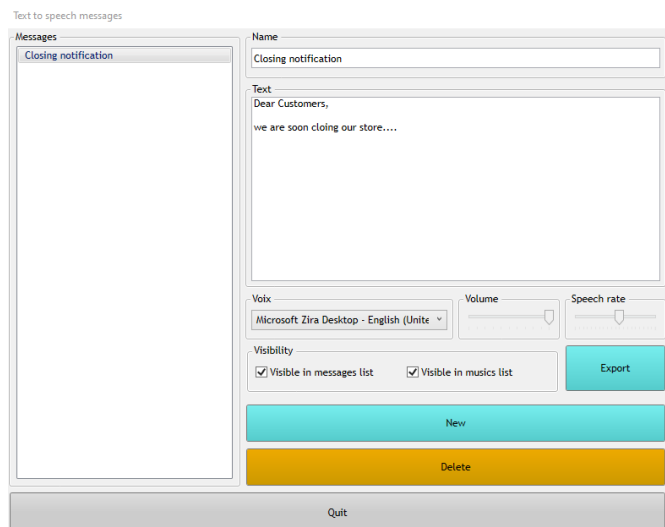 Text to speech messages
Messages
Closing notification
Name
Closing notification
Text
Dear Customers,
we are soon cloing our store....
Voix
Microsoft Zira Desktop - English (Unite
Volume
Speech rate
Visibility
Visible in messages list
Visible in musics list
Export
New
Delete
Quit